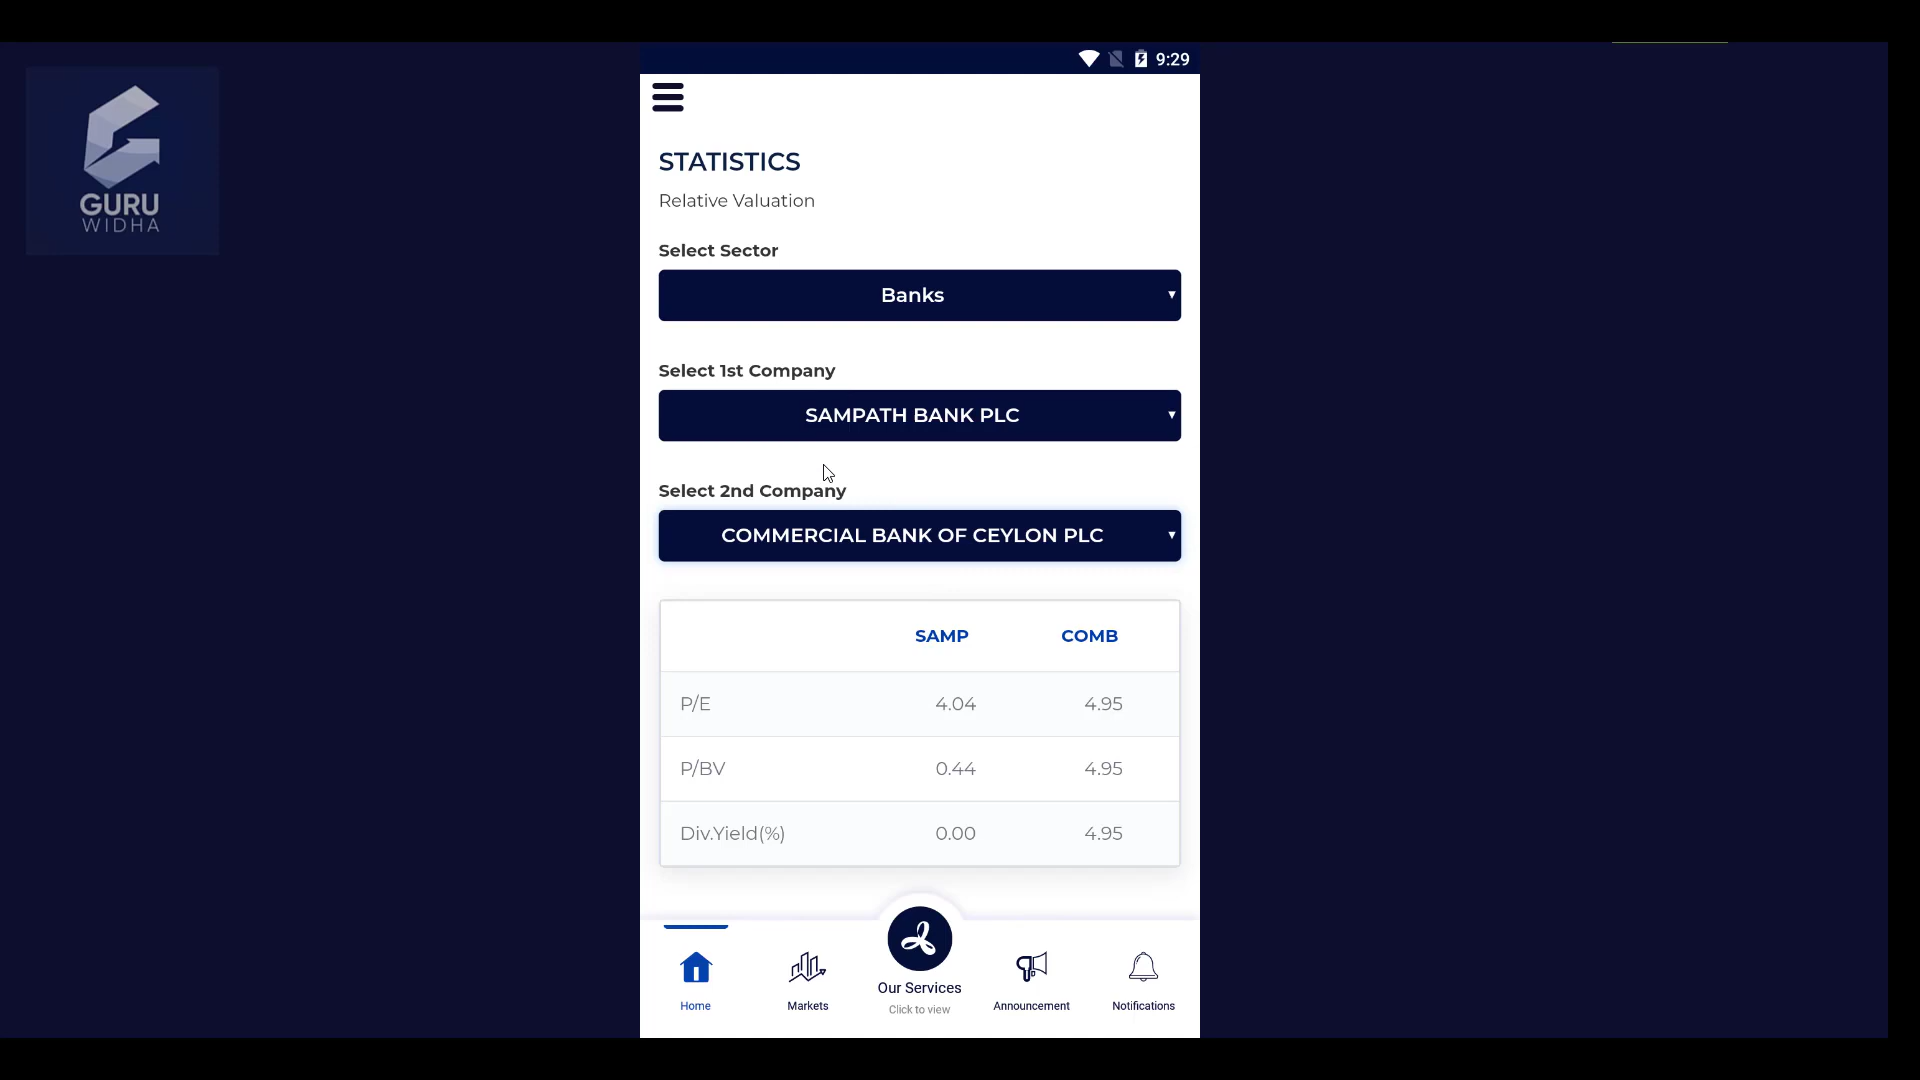 GURU
WIDHA
9:29
STATISTICS
Relative Valuation
Select Sector
Banks
Select 1st Company
SAMPATH BANK PLC
Select 2nd Company
COMMERCIAL BANK OF CEYLON PLC
SAMP COMB
P/E 4.04 4.95
P/BV 0.44 4.95
Div.Yield(%) 0.00 4.95
Home Markets Our Services Announcement Notifications
Click to view